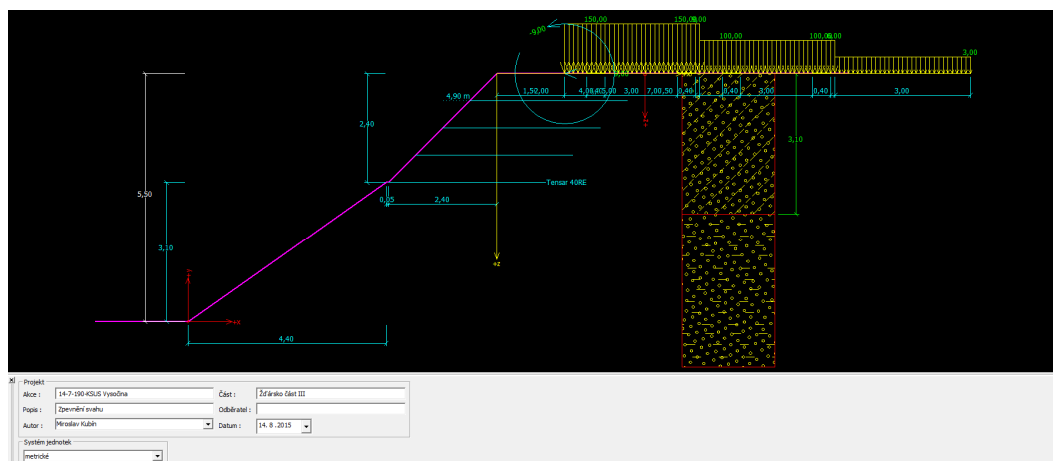 150,00
150,00
-9,00
100,00
100,00
3,00
4,90 m
1,50
2,00
3,00
7,00
0,50
0,40
0,40
3,00
0,40
3,00
2,40
3,10
Tensar 40RE
5,50
0,05
2,40
+z
3,10
+x
4,40
Projekt
Akce : 14-7-190-KSUS Vysočina Část : Žďársko část III
Popis : Zpevnění svahu Odběratel :
Autor : Miroslav Kubín Datum : 14. 8 .2015
Systém jednotek
metrické